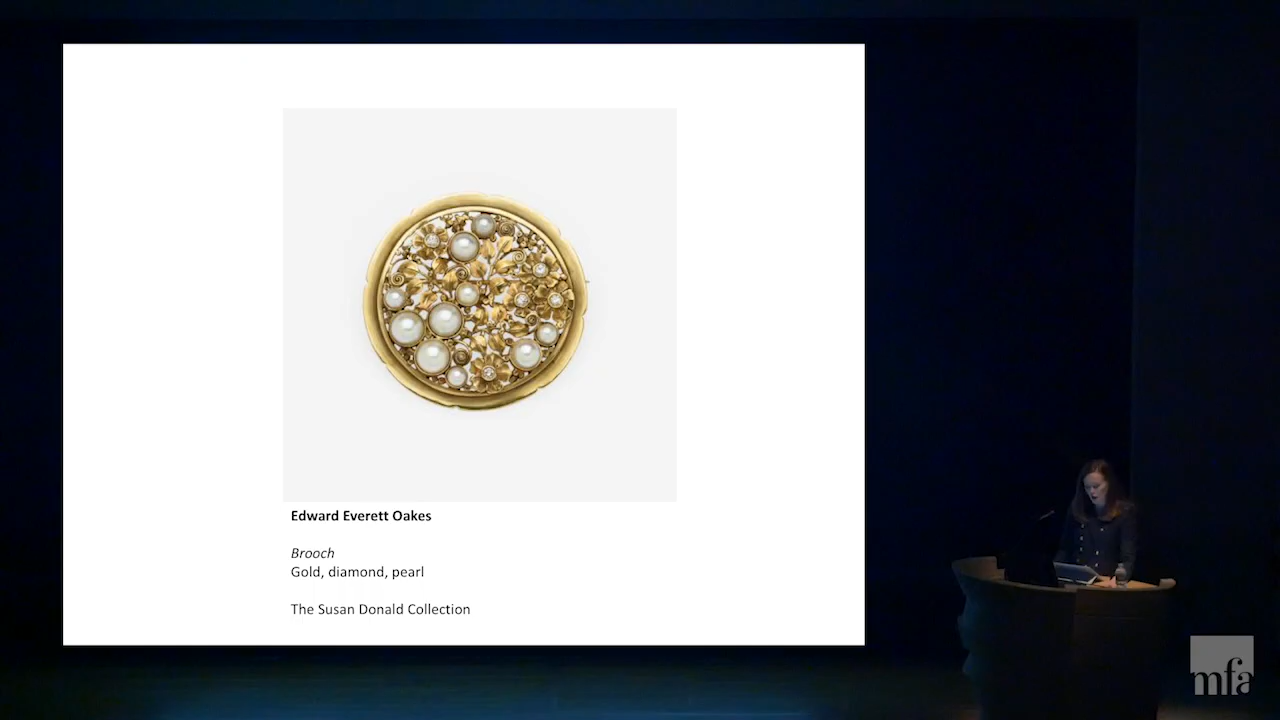 Edward Everett Oakes
Brooch
Gold, diamond, pearl
The Susan Donald Collection
mfa